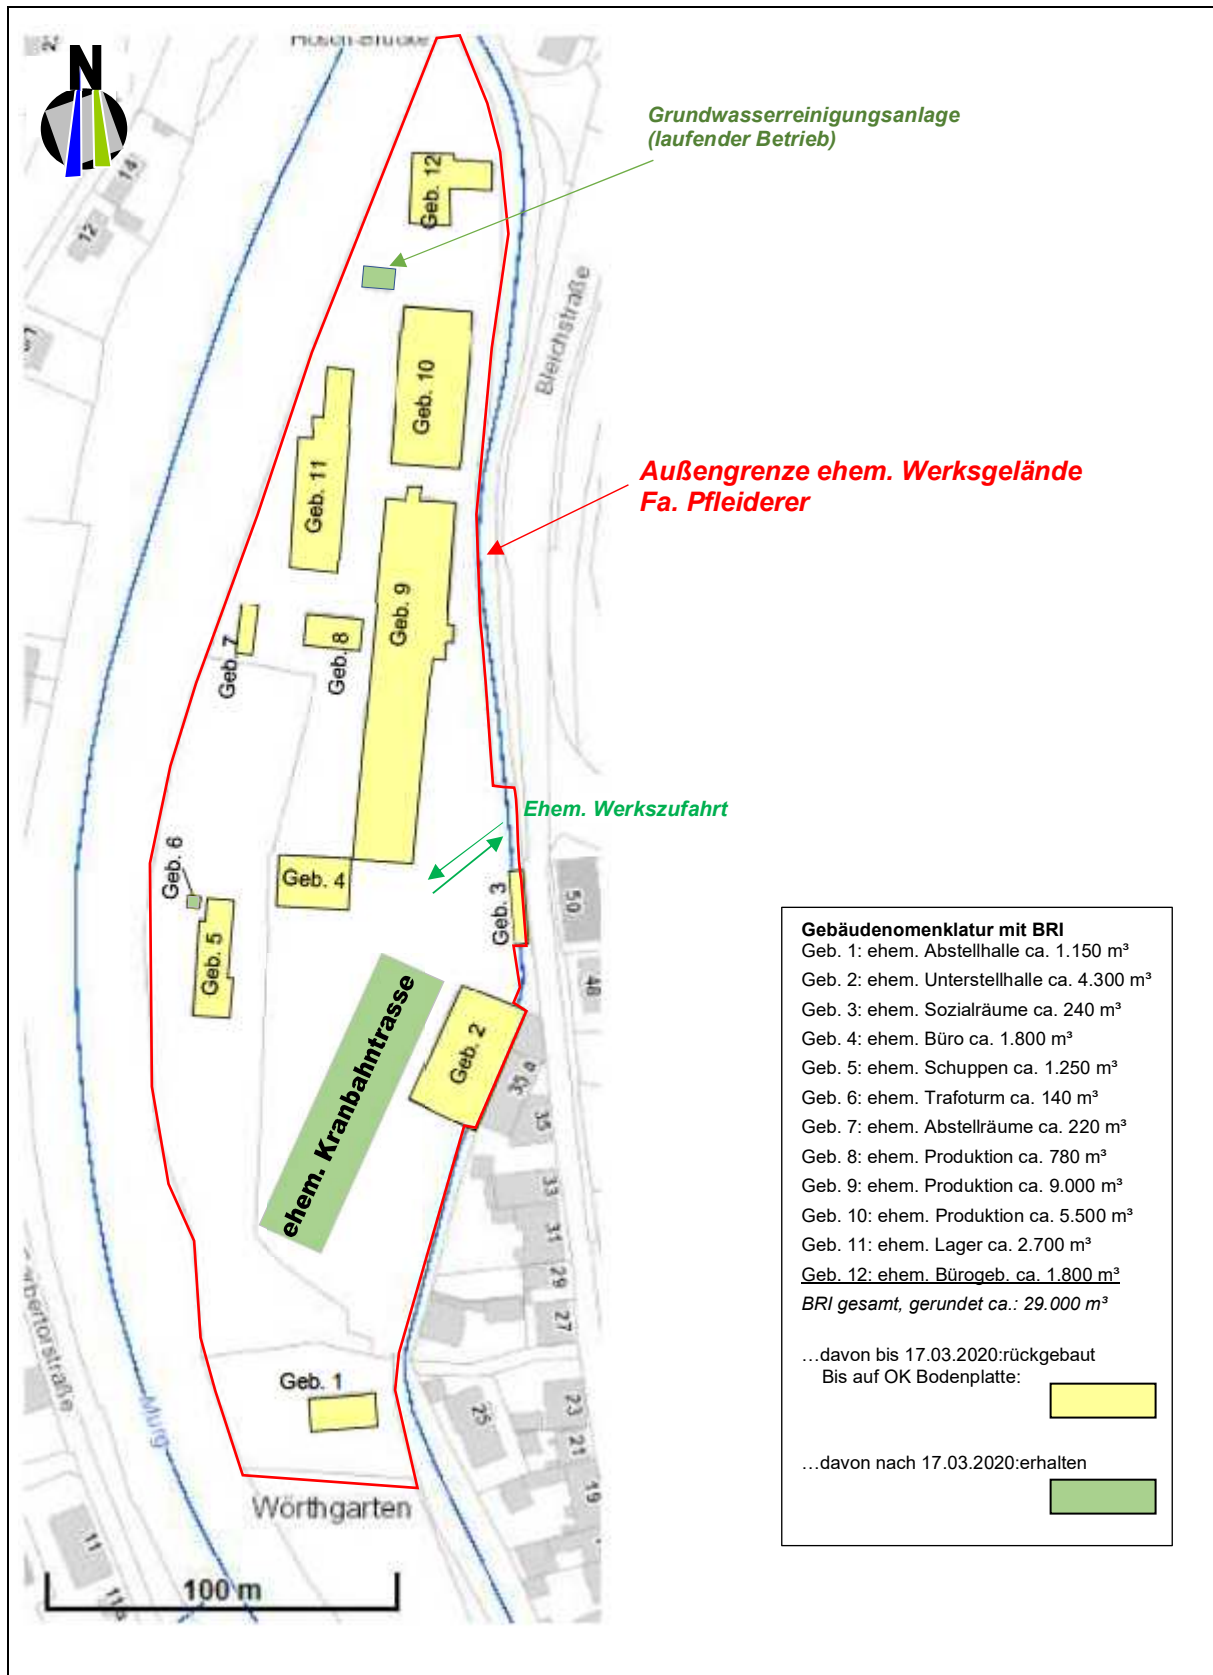 N
Hösch-Brücke
Grundwasserreinigungsanlage
(laufender Betrieb)
14
12
Geb. 12
Bleichstraße
Geb. 10
Geb. 11
Außengrenze ehem. Werksgelände
Fa. Pfleiderer
Geb. 9
Geb. 7
Geb. 8
Ehem. Werkszufahrt
Geb. 6
Geb. 4
Geb. 3
50
Geb. 5
48
ehem. Kranbahntrasse
Geb. 2
35 a
35
33
31
29
27
Geb. 1
Murg
25
23
21
19
Wörthgarten
11
11a
100 m
Gebäudenomenklatur mit BRI
Geb. 1: ehem. Abstellhalle ca. 1.150 m³
Geb. 2: ehem. Unterstellhalle ca. 4.300 m³
Geb. 3: ehem. Sozialräume ca. 240 m³
Geb. 4: ehem. Büro ca. 1.800 m³
Geb. 5: ehem. Schuppen ca. 1.250 m³
Geb. 6: ehem. Trafoturm ca. 140 m³
Geb. 7: ehem. Abstellräume ca. 220 m³
Geb. 8: ehem. Produktion ca. 780 m³
Geb. 9: ehem. Produktion ca. 9.000 m³
Geb. 10: ehem. Produktion ca. 5.500 m³
Geb. 11: ehem. Lager ca. 2.700 m³
Geb. 12: ehem. Bürogeb. ca. 1.800 m³
BRI gesamt, gerundet ca.: 29.000 m³
…davon bis 17.03.2020:rückgebaut
Bis auf OK Bodenplatte:
…davon nach 17.03.2020:erhalten